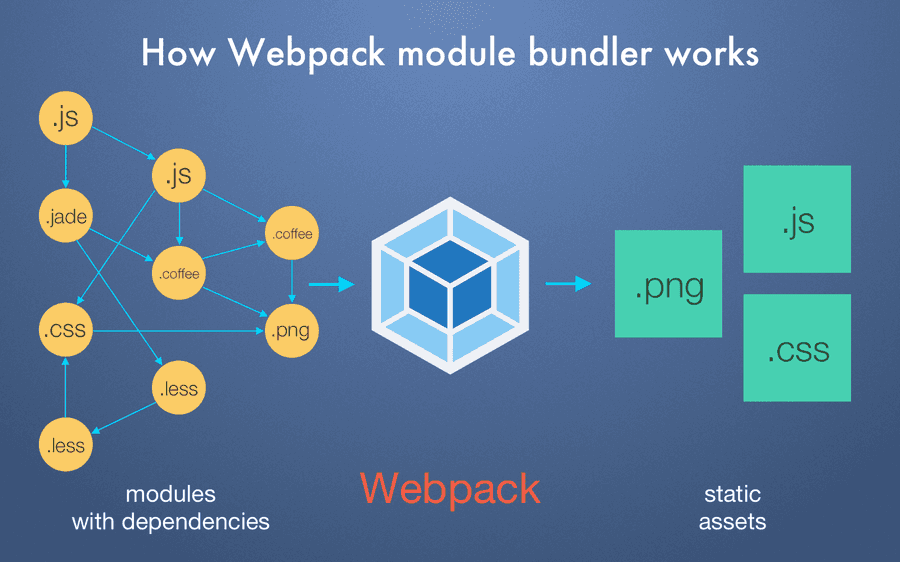 How Webpack module bundler works
.js
.js
.jade
.coffee
.coffee
.css
.png
.less
.less
.png
.js
.css
Webpack
modules
with dependencies
static
assets